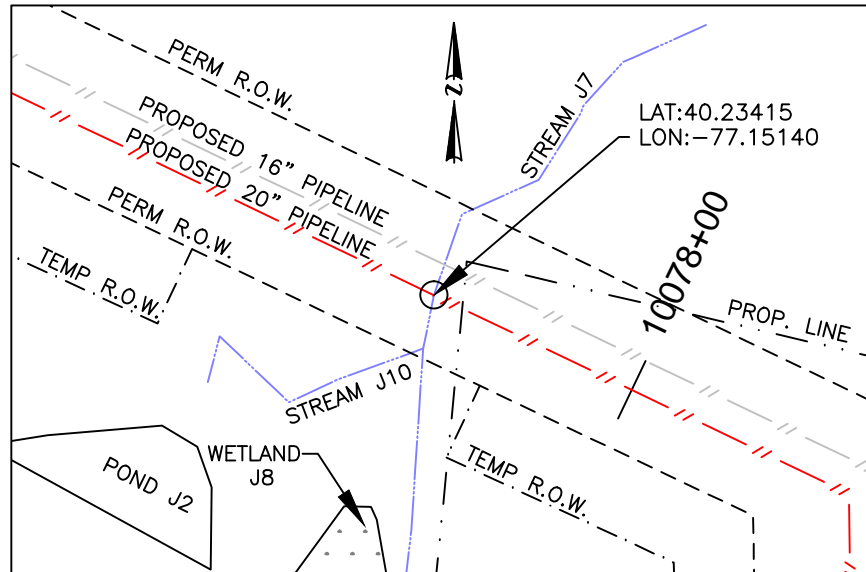 PERM R.O.W.
STREAM J7
LAT:40.23415
LON:-77.15140
PROPOSED 16" PIPELINE
PROPOSED 20" PIPELINE
PERM R.O.W.
TEMP R.O.W.
10078+00
PROP. LINE
STREAM J10
WETLAND
J8
POND J2
TEMP R.O.W.
N